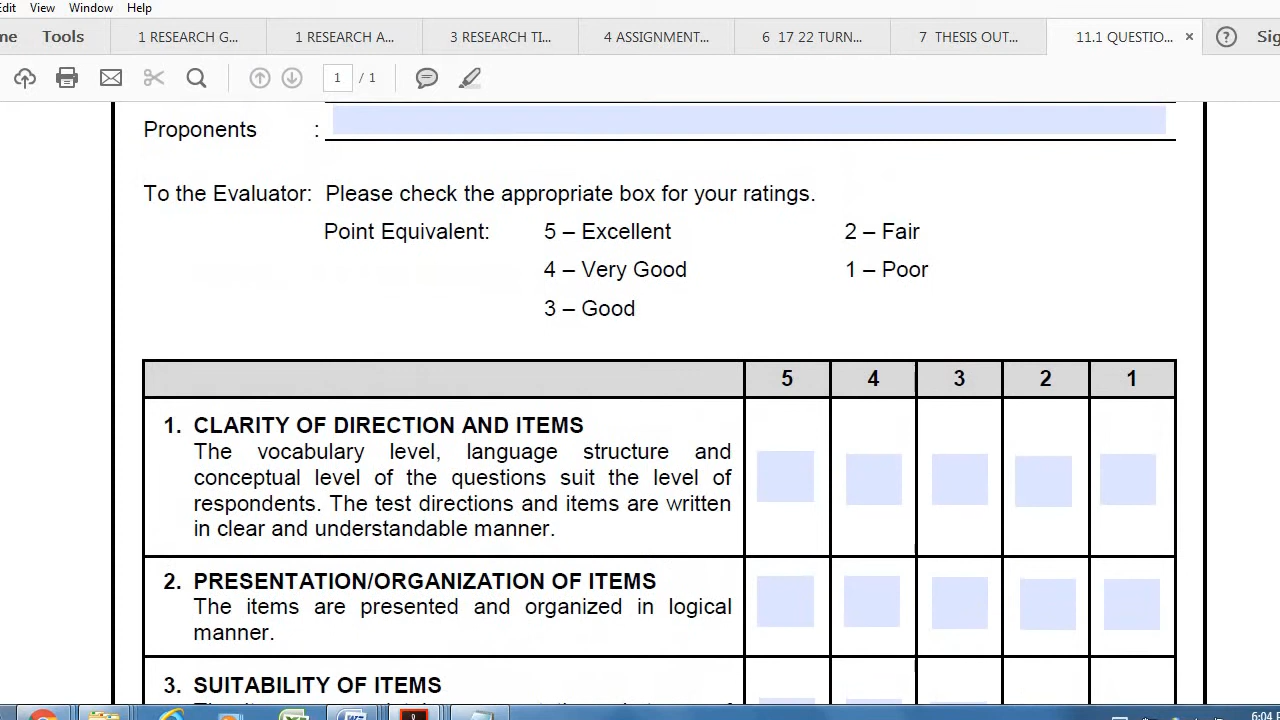 Edit View Window Help
me Tools 1 RESEARCH G... 1 RESEARCH A... 3 RESEARCH TI... 4 ASSIGNMENT... 6 17 22 TURN... 7 THESIS OUT... 11.1 QUESTIO... × ? Sig
1 / 1
Proponents :
To the Evaluator: Please check the appropriate box for your ratings.
Point Equivalent: 5 – Excellent 2 – Fair
4 – Very Good 1 – Poor
3 – Good
5 4 3 2 1
1. CLARITY OF DIRECTION AND ITEMS
The vocabulary level, language structure and
conceptual level of the questions suit the level of
respondents. The test directions and items are written
in clear and understandable manner.
2. PRESENTATION/ORGANIZATION OF ITEMS
The items are presented and organized in logical
manner.
3. SUITABILITY OF ITEMS
6:04 P